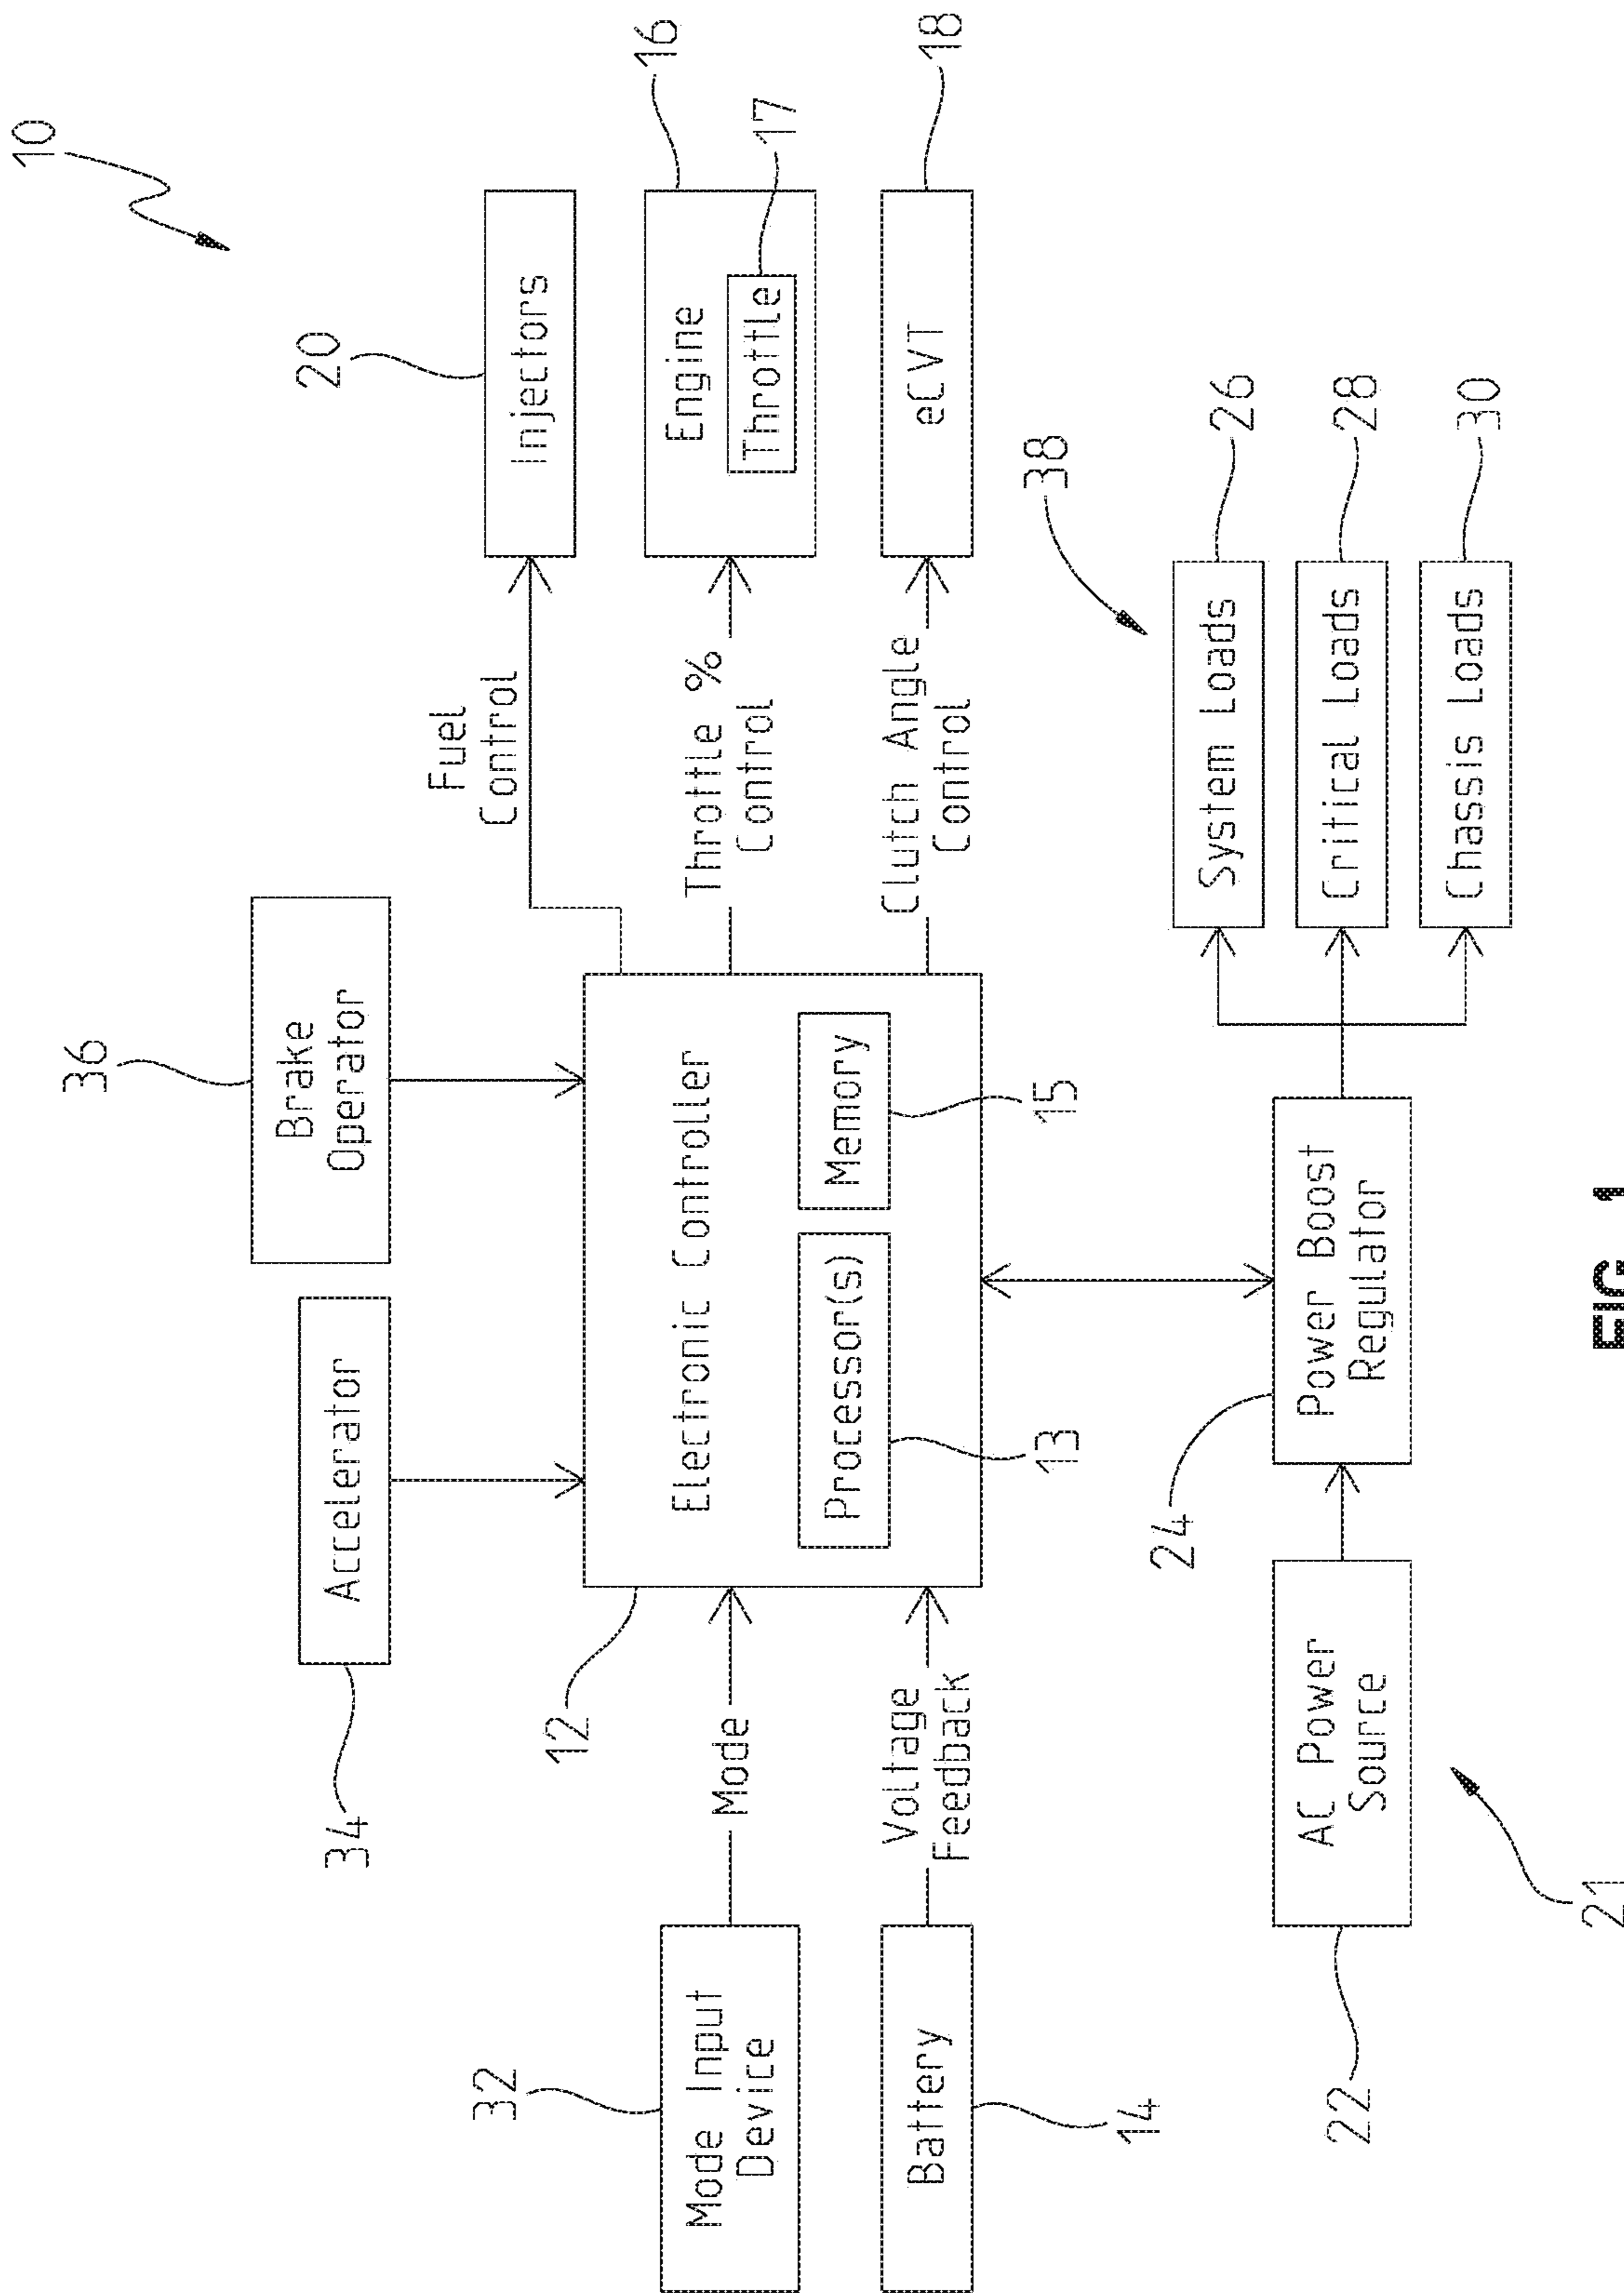 10
36
Brake
Operator
34
Accelerator
20
Injectors
Fuel
Control
16
Engine
Throttle
17
Throttle %
Control
18
eCVT
Clutch Angle
Control
12
Electronic Controller
Processor(s)
13
Memory
15
32
Mode Input
Device
Mode
14
Battery
Voltage
Feedback
38
System Loads
26
Critical Loads
28
Chassis Loads
30
24
Power Boost
Regulator
22
AC Power
Source
21
FIG. 1